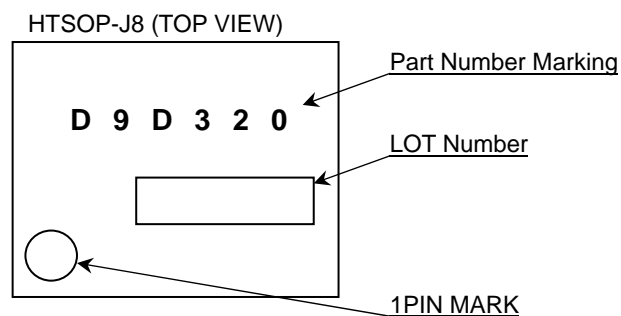 HTSOP-J8 (TOP VIEW)
Part Number Marking
D 9 D 3 2 0
LOT Number
1PIN MARK